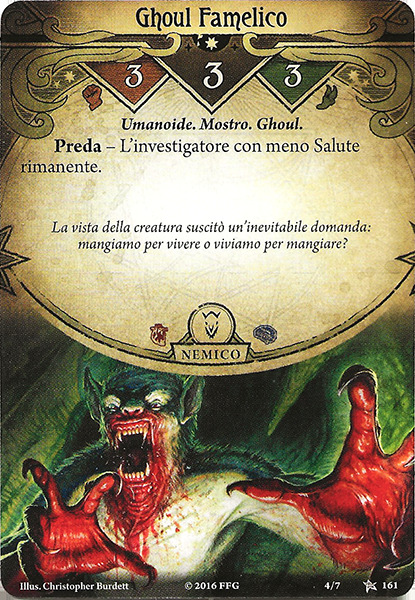 Ghoul Famelico
3 3 3
Umanoide. Mostro. Ghoul.
Preda – L'investigatore con meno Salute
rimanente.
La vista della creatura suscitò un'inevitabile domanda:
mangiamo per vivere o viviamo per mangiare?
NEMICO
Illus. Christopher Burdett © 2016 FFG 4/7 161